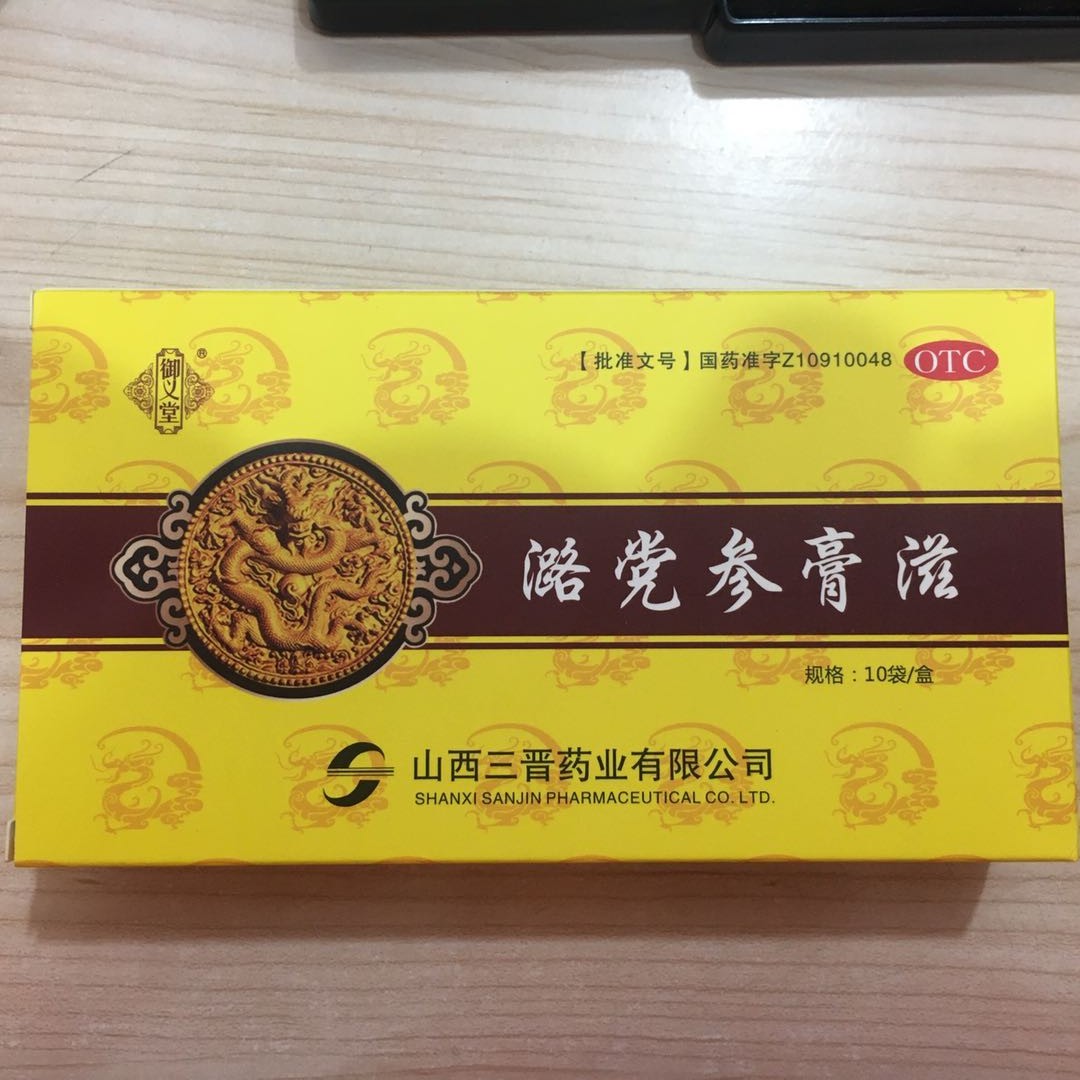 御义堂®
【批准文号】国药准字Z10910048
OTC
潞党参膏滋
规格：10袋/盒
山西三晋药业有限公司
SHANXI SANJIN PHARMACEUTICAL CO. LTD.